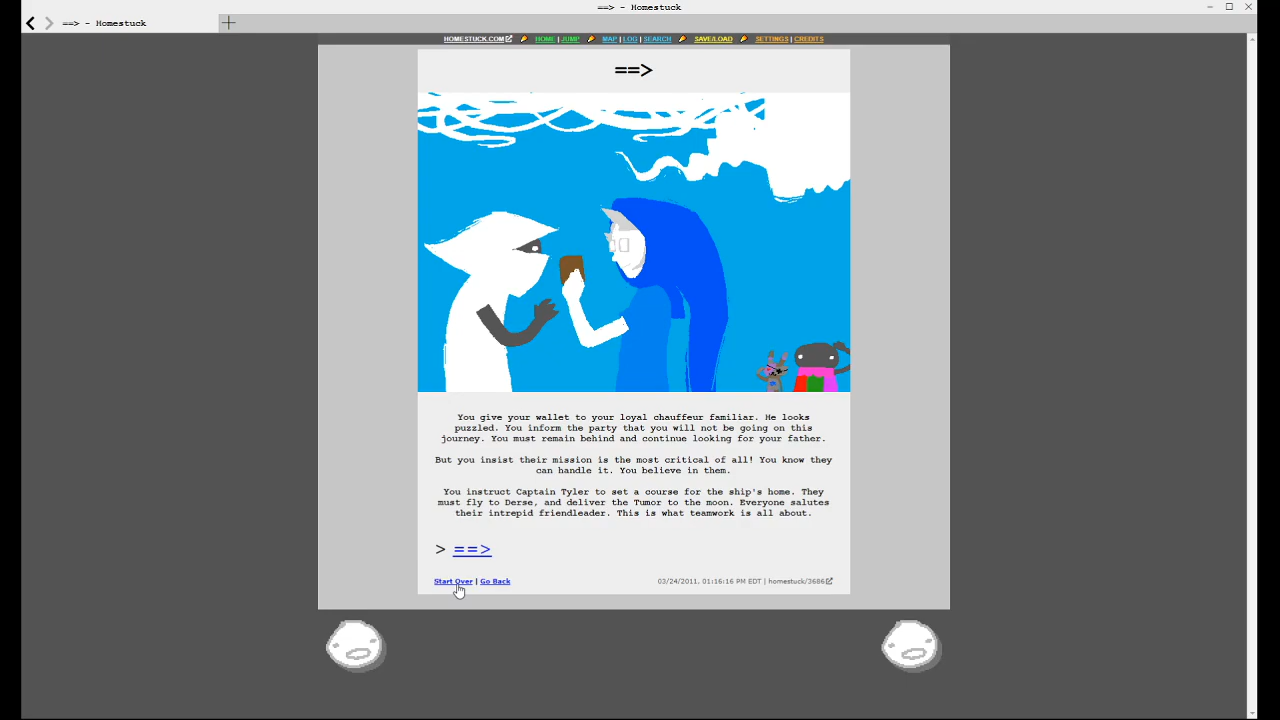 ==> - Homestuck
==> - Homestuck
HOMESTUCK.COM HOME | JUMP MAP | LOG | SEARCH SAVE/LOAD SETTINGS | CREDITS
==>
You give your wallet to your loyal chauffeur familiar. He looks
puzzled. You inform the party that you will not be going on this
journey. You must remain behind and continue looking for your father.
But you insist their mission is the most critical of all! You know they
can handle it. You believe in them.
You instruct Captain Tyler to set a course for the ship's home. They
must fly to Derse, and deliver the Tumor to the moon. Everyone salutes
their intrepid friendleader. This is what teamwork is all about.
> ==>
Start Over | Go Back 03/24/2011, 01:16:16 PM EDT | homestuck/3686